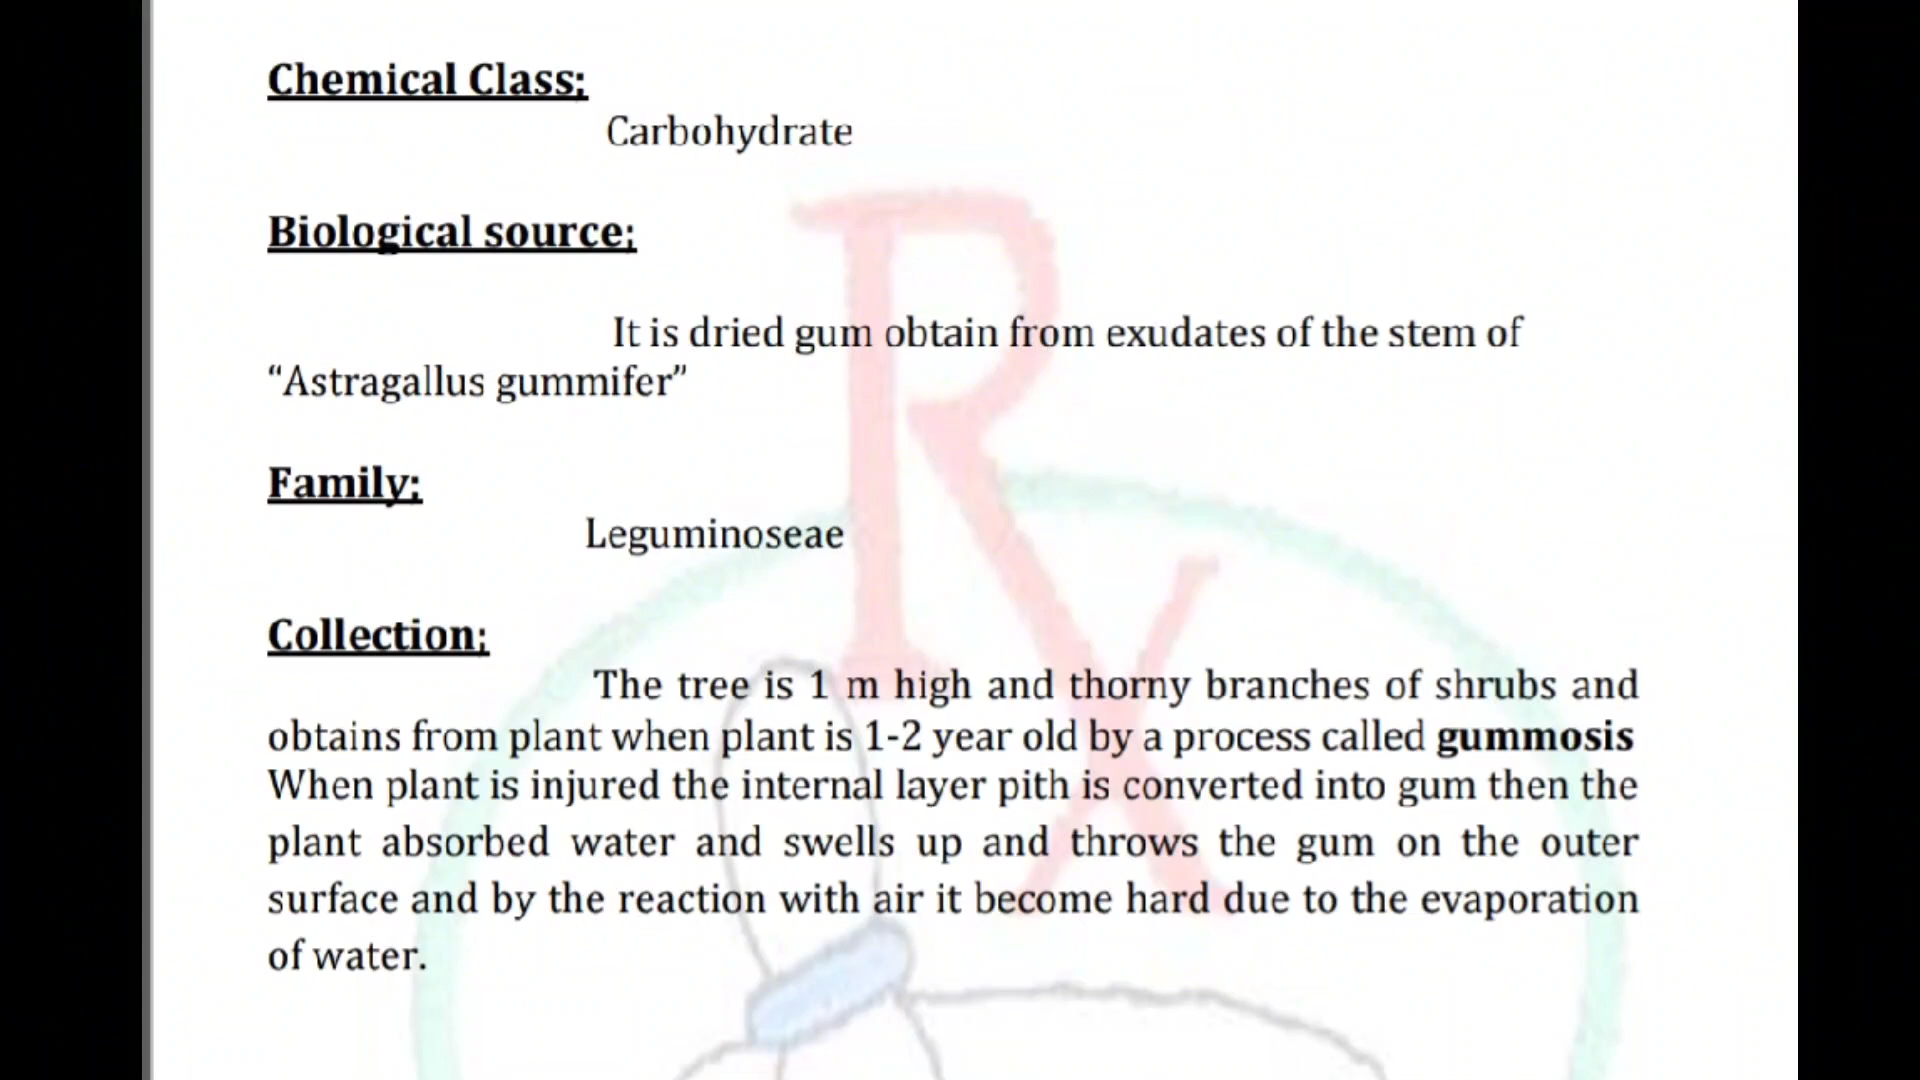 Chemical Class;
Carbohydrate
Biological source;
It is dried gum obtain from exudates of the stem of
“Astragallus gummifer”
Family;
Leguminoseae
Collection;
The tree is 1 m high and thorny branches of shrubs and
obtains from plant when plant is 1-2 year old by a process called gummosis
When plant is injured the internal layer pith is converted into gum then the
plant absorbed water and swells up and throws the gum on the outer
surface and by the reaction with air it become hard due to the evaporation
of water.
Rx